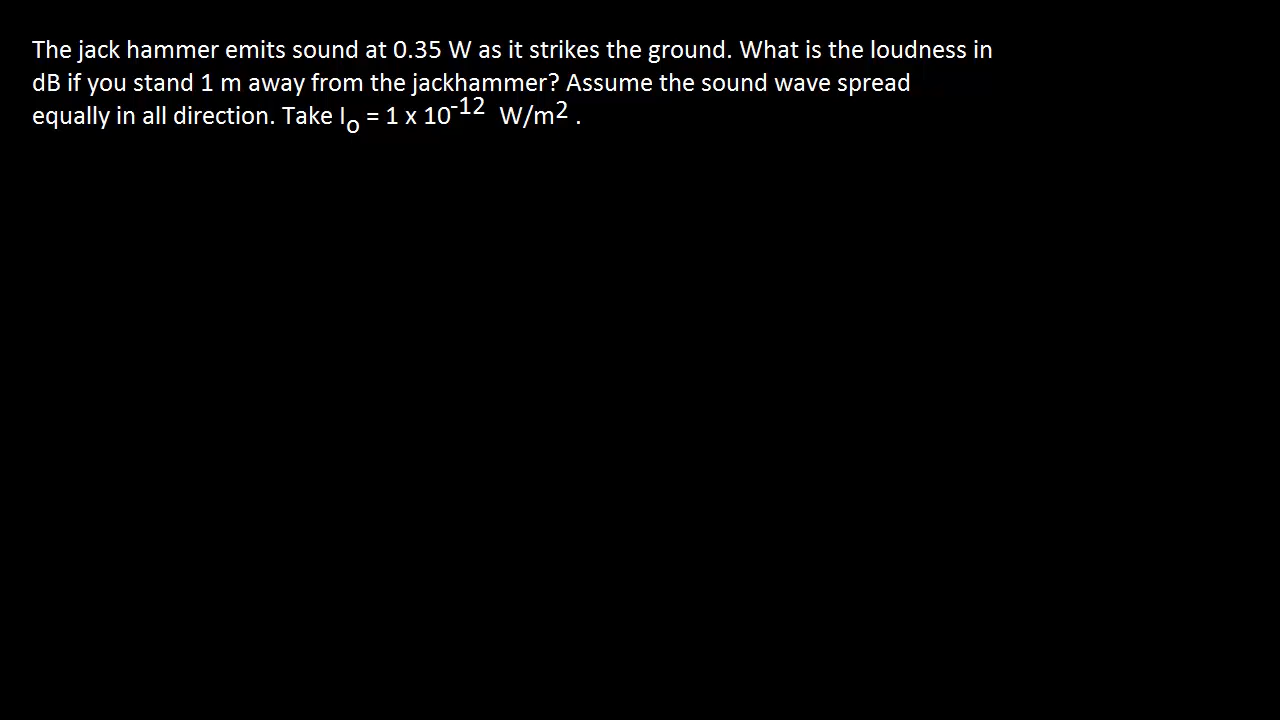 The jack hammer emits sound at 0.35 W as it strikes the ground. What is the loudness in
dB if you stand 1 m away from the jackhammer? Assume the sound wave spread
equally in all direction. Take Io = 1 x 10-12 W/m2 .